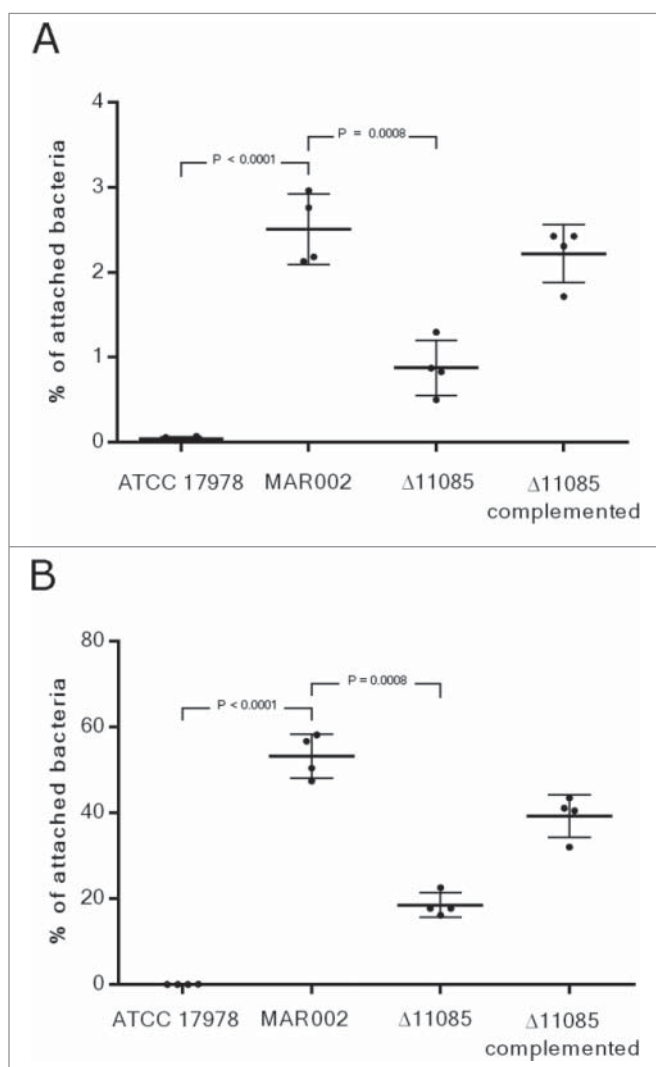 A
% of attached bacteria
4
3
2
1
0
P < 0.0001
P = 0.0008
ATCC 17978
MAR002
Δ11085
Δ11085
complemented
B
% of attached bacteria
80
60
40
20
0
P < 0.0001
P = 0.0008
ATCC 17978
MAR002
Δ11085
Δ11085
complemented